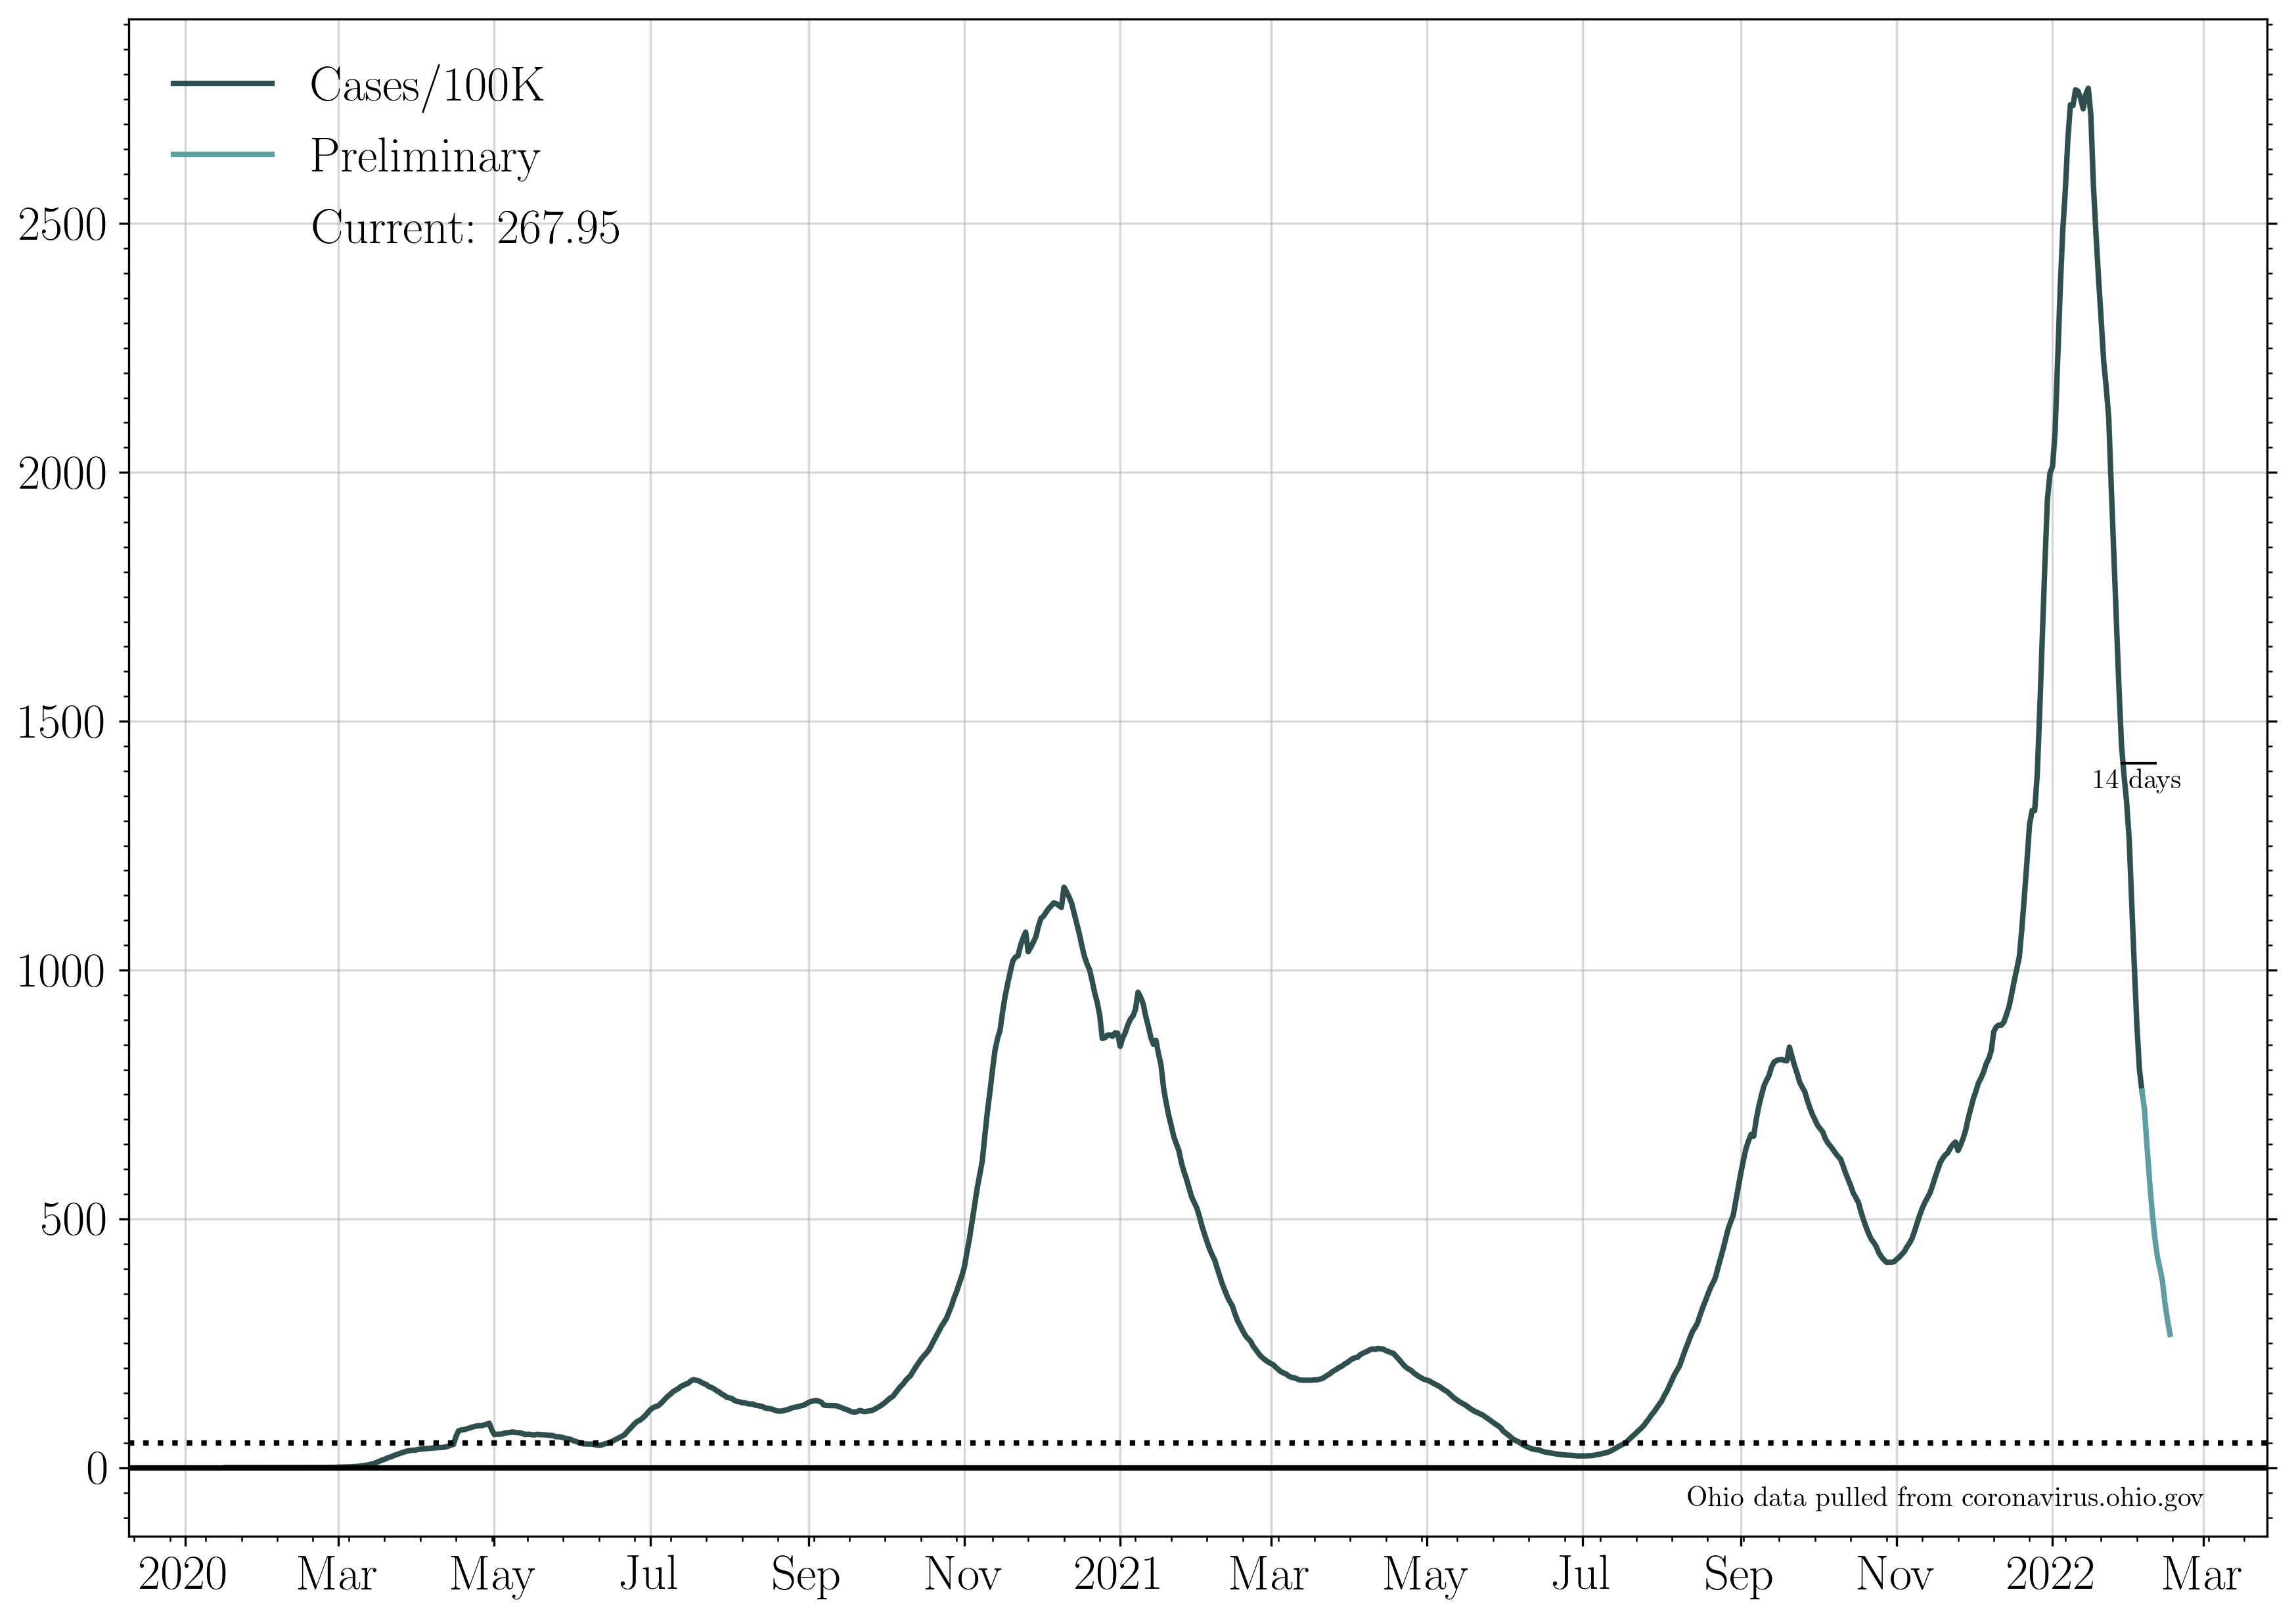 Cases/100K
Preliminary
Current: 267.95
2500
2000
1500
14 days
1000
500
0
Ohio data pulled from coronavirus.ohio.gov
2020 Mar May Jul Sep Nov 2021 Mar May Jul Sep Nov 2022 Mar